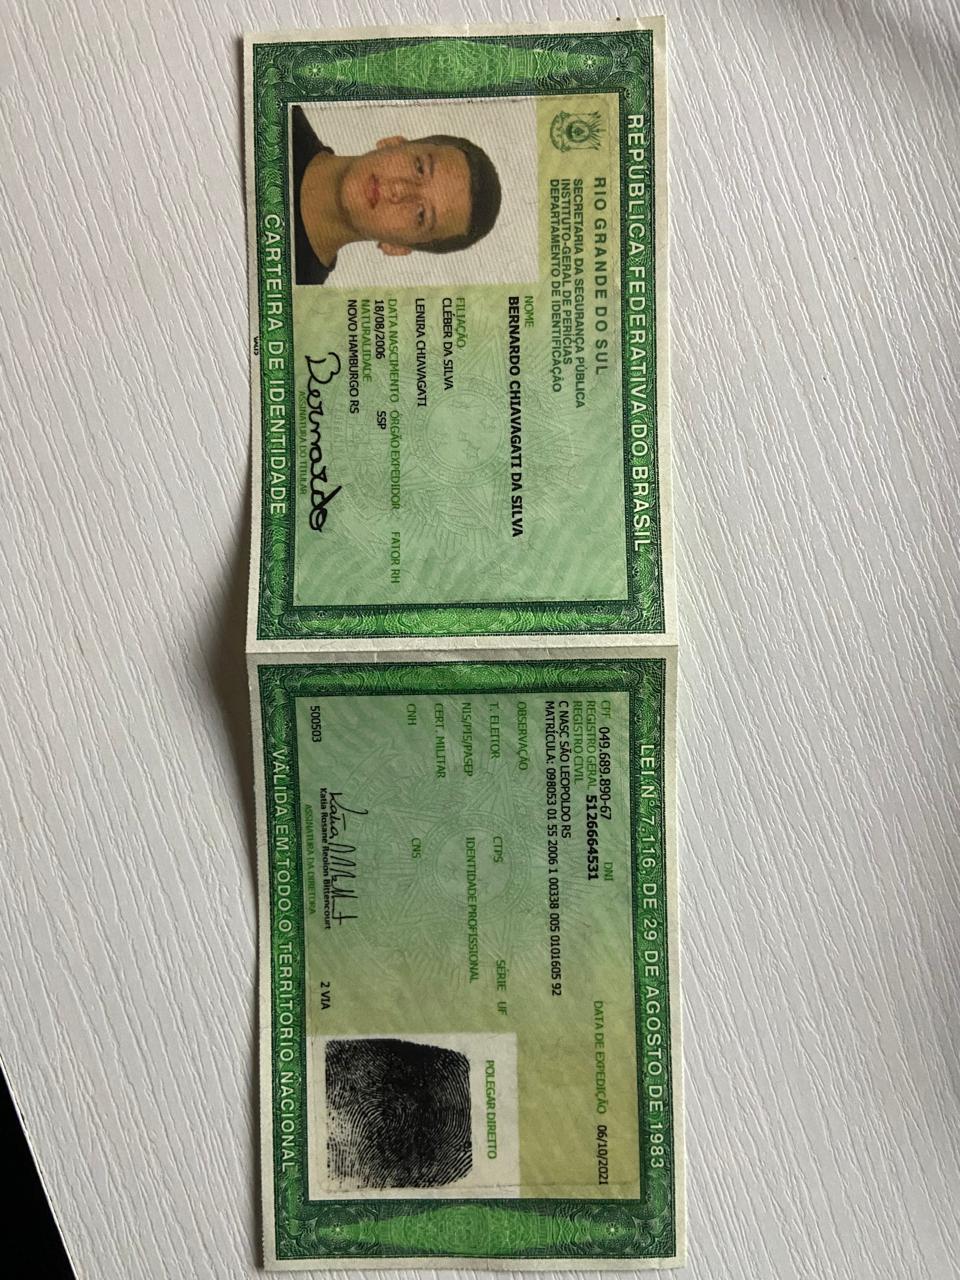 REPÚBLICA FEDERATIVA DO BRASIL
RIO GRANDE DO SUL
SECRETARIA DA SEGURANÇA PÚBLICA
INSTITUTO-GERAL DE PERÍCIAS
DEPARTAMENTO DE IDENTIFICAÇÃO
NOME
BERNARDO CHIAVAGATI DA SILVA
FILIAÇÃO
CLÉBER DA SILVA
LENIRA CHIAVAGATI
DATA NASCIMENTO ÓRGÃO EXPEDIDOR FATOR RH
18/08/2006 SSP
NATURALIDADE
NOVO HAMBURGO RS
Bernardo
ASSINATURA DO TITULAR
CARTEIRA DE IDENTIDADE
LEI Nº 7.116, DE 29 DE AGOSTO DE 1983
CPF 049.689.890-67 DNI
REGISTRO GERAL 5126664531 DATA DE EXPEDIÇÃO 06/10/2021
REGISTRO CIVIL
C NASC SÃO LEOPOLDO RS
MATRÍCULA: 098053 01 55 2006 1 00338 005 0101605 92
OBSERVAÇÃO
T. ELEITOR CTPS SÉRIE UF
NIS/PIS/PASEP IDENTIDADE PROFISSIONAL
CERT. MILITAR
CNH CNS
POLEGAR DIREITO
500503
Katia Rosane Reolon Bittencourt 2 VIA
ASSINATURA DA DIRETORA
VÁLIDA EM TODO O TERRITÓRIO NACIONAL